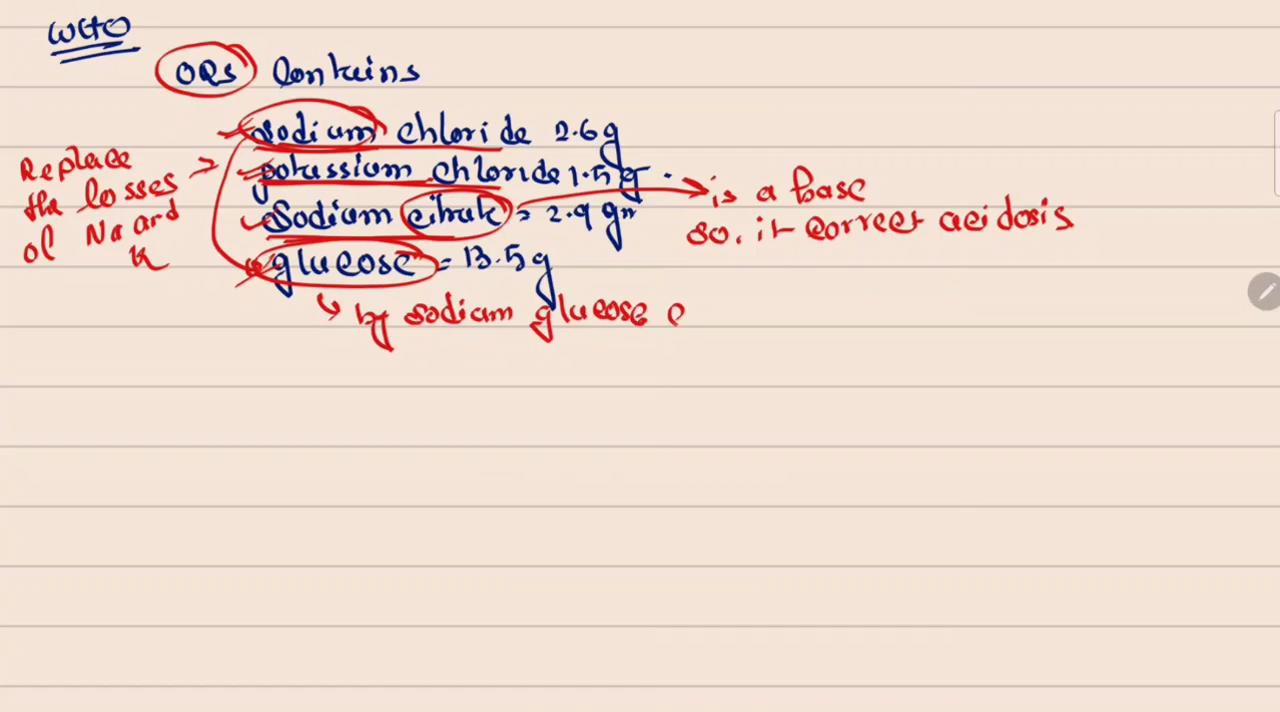 WHO
ORS Contains
sodium chloride 2.6g
potassium chloride 1.5g.
Sodium citrate = 2.9 gm
glucose = 13.5g
Replace
the losses
of Na and
K
is a base
so, it correct acidosis
by sodium glucose c